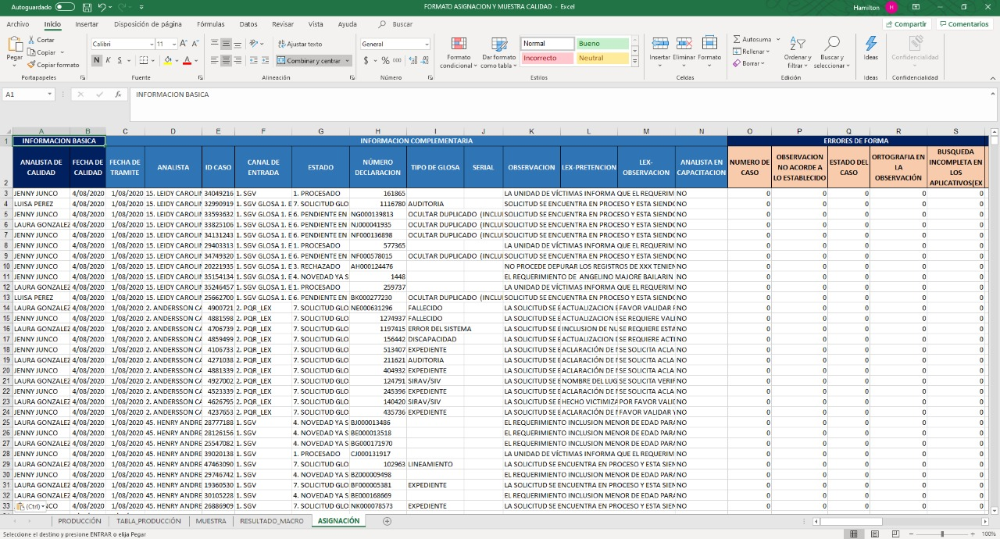 Autoguardado FORMATO ASIGNACION Y MUESTRA CALIDAD - Excel Hamilton H
Archivo Inicio Insertar Disposición de página Fórmulas Datos Revisar Vista Ayuda Buscar Compartir Comentarios
Pegar Cortar Copiar Copiar formato Calibri 11 Ajustar texto Combinar y centrar General Formato condicional Dar formato como tabla Normal Bueno Incorrecto Neutral Insertar Eliminar Formato Autosuma Rellenar Borrar Ordenar y filtrar Buscar y seleccionar Ideas Confidencialidad
Portapapeles Fuente Alineación Número Estilos Celdas Edición Ideas Confidencialidad
A1 fx INFORMACION BASICA
A B C D E F G H I J K L M N O P Q R S
1 INFORMACION BASICA INFORMACION COMPLEMENTARIA ERRORES DE FORMA
2 ANALISTA DE CALIDAD FECHA DE CALIDAD FECHA DE TRAMITE ANALISTA ID CASO CANAL DE ENTRADA ESTADO NÚMERO DECLARACION TIPO DE GLOSA SERIAL OBSERVACION LEX-PRETENCION LEX-OBSERVACION ANALISTA EN CAPACITACION NUMERO DE CASO OBSERVACION NO ACORDE A LO ESTABLECIDO ESTADO DEL CASO ORTOGRAFIA EN LA OBSERVACIÓN BUSQUEDA INCOMPLETA EN LOS APLICATIVOS(EX
3 JENNY JUNCO 4/08/2020 1/08/2020 15. LEIDY CAROLIN 34049216 1. SGV 1. PROCESADO 161865 LA UNIDAD DE VÍCTIMAS INFORMA QUE EL REQUERIM NO 0 0 0 0 0
4 LUISA PEREZ 4/08/2020 1/08/2020 15. LEIDY CAROLIN 32990919 1. SGV GLOSA 1. E 7. SOLICITUD GLO 1116780 AUDITORIA SOLICITUD SE ENCUENTRA EN PROCESO Y ESTA SIEND NO 0 0 0 0 0
5 JENNY JUNCO 4/08/2020 1/08/2020 15. LEIDY CAROLIN 33593632 1. SGV GLOSA 1. E 6. PENDIENTE EN NG000139813 OCULTAR DUPLICADO (INCLU SOLICITUD SE ENCUENTRA EN PROCESO Y ESTA SIEND NO 0 0 0 0 0
6 LAURA GONZALEZ 4/08/2020 1/08/2020 15. LEIDY CAROLIN 33825106 1. SGV GLOSA 1. E 6. PENDIENTE EN NJ000041935 OCULTAR DUPLICADO (INCLU SOLICITUD SE ENCUENTRA EN PROCESO Y ESTA SIEND NO 0 0 0 0 0
7 JENNY JUNCO 4/08/2020 1/08/2020 15. LEIDY CAROLIN 34131243 1. SGV GLOSA 1. E 6. PENDIENTE EN NF000136898 OCULTAR DUPLICADO (INCLU SOLICITUD SE ENCUENTRA EN PROCESO Y ESTA SIEND NO 0 0 0 0 0
8 JENNY JUNCO 4/08/2020 1/08/2020 15. LEIDY CAROLIN 29403313 1. SGV GLOSA 1. E 1. PROCESADO 577365 LA UNIDAD DE VÍCTIMAS INFORMA QUE EL REQUERIM NO 0 0 0 0 0
9 JENNY JUNCO 4/08/2020 1/08/2020 15. LEIDY CAROLIN 34749320 1. SGV GLOSA 1. E 6. PENDIENTE EN NF000578015 OCULTAR DUPLICADO (INCLU SOLICITUD SE ENCUENTRA EN PROCESO Y ESTA SIEND NO 0 0 0 0 0
10 JENNY JUNCO 4/08/2020 1/08/2020 15. LEIDY CAROLIN 20221935 1. SGV GLOSA 1. E 3. RECHAZADO AH000124476 NO PROCEDE DEPURAR LOS REGISTROS DE XXX TENIEN NO 0 0 0 0 0
11 JENNY JUNCO 4/08/2020 1/08/2020 15. LEIDY CAROLIN 35154134 1. SGV GLOSA 1. E 4. NOVEDAD YA S 1448 EL REQUERIMIENTO DE ANGELINO MAJORE BAILARIN NO 0 0 0 0 0
12 LAURA GONZALEZ 4/08/2020 1/08/2020 15. LEIDY CAROLIN 35246457 1. SGV GLOSA 1. E 1. PROCESADO 259737 LA UNIDAD DE VÍCTIMAS INFORMA QUE EL REQUERIM NO 0 0 0 0 0
13 LUISA PEREZ 4/08/2020 1/08/2020 15. LEIDY CAROLIN 25662700 1. SGV GLOSA 1. E 6. PENDIENTE EN BK000277230 OCULTAR DUPLICADO (INCLU SOLICITUD SE ENCUENTRA EN PROCESO Y ESTA SIEND NO 0 0 0 0 0
14 LAURA GONZALEZ 4/08/2020 1/08/2020 2. ANDERSSON CA 4900721 2. PQR_LEX 7. SOLICITUD GLO NE000631296 FALLECIDO LA SOLICITUD SE E ACTUALIZACION E FAVOR VALIDAR F NO 0 0 0 0 0
15 JENNY JUNCO 4/08/2020 1/08/2020 2. ANDERSSON CA 4881598 2. PQR_LEX 7. SOLICITUD GLO 1274937 FALLECIDO LA SOLICITUD SE E ACTUALIZACION E SE REQUIERE VALI NO 0 0 0 0 0
16 LAURA GONZALEZ 4/08/2020 1/08/2020 2. ANDERSSON CA 4706739 2. PQR_LEX 7. SOLICITUD GLO 1197415 ERROR DEL SISTEMA LA SOLICITUD SE E INCLUSION DE NU SE REQUIERE ESTA NO 0 0 0 0 0
17 JENNY JUNCO 4/08/2020 1/08/2020 2. ANDERSSON CA 4859499 2. PQR_LEX 7. SOLICITUD GLO 156442 DISCAPACIDAD LA SOLICITUD SE E ACTUALIZACION E SE REQUIERE ACTI NO 0 0 0 0 0
18 JENNY JUNCO 4/08/2020 1/08/2020 2. ANDERSSON CA 4106733 2. PQR_LEX 7. SOLICITUD GLO 513407 EXPEDIENTE LA SOLICITUD SE E ACLARACIÓN DE N SE SOLICITA ACLA NO 0 0 0 0 0
19 LAURA GONZALEZ 4/08/2020 1/08/2020 2. ANDERSSON CA 4271038 2. PQR_LEX 7. SOLICITUD GLO 211621 AUDITORIA LA SOLICITUD SE E ACLARACIÓN DE N SE SOLICITA ACLA NO 0 0 0 0 0
20 JENNY JUNCO 4/08/2020 1/08/2020 2. ANDERSSON CA 4881339 2. PQR_LEX 7. SOLICITUD GLO 404932 EXPEDIENTE LA SOLICITUD SE E ACLARACIÓN DE N SE SOLICITA ACLA NO 0 0 0 0 0
21 LAURA GONZALEZ 4/08/2020 1/08/2020 2. ANDERSSON CA 4927002 2. PQR_LEX 7. SOLICITUD GLO 124791 SIRAV/SIV LA SOLICITUD SE E NOMBRE DEL LUG SE SOLICITA VERIF NO 0 0 0 0 0
22 JENNY JUNCO 4/08/2020 1/08/2020 2. ANDERSSON CA 4523339 2. PQR_LEX 7. SOLICITUD GLO 245396 EXPEDIENTE LA SOLICITUD SE E ACLARACIÓN DE N SE SOLICITA ACLA NO 0 0 0 0 0
23 JENNY JUNCO 4/08/2020 1/08/2020 2. ANDERSSON CA 4626795 2. PQR_LEX 7. SOLICITUD GLO 140420 SIRAV/SIV LA SOLICITUD SE E HECHO VICTIMIZA POR FAVOR VALID NO 0 0 0 0 0
24 JENNY JUNCO 4/08/2020 1/08/2020 2. ANDERSSON CA 4237653 2. PQR_LEX 7. SOLICITUD GLO 435736 EXPEDIENTE LA SOLICITUD SE E ACLARACIÓN DE N FAVOR VALIDAR Y NO 0 0 0 0 0
25 LAURA GONZALEZ 4/08/2020 1/08/2020 45. HENRY ANDRE 28777188 1. SGV 4. NOVEDAD YA S BJ000013486 EL REQUERIMIENTO INCLUSION MENOR DE EDAD PARA NO 0 0 0 0 0
26 JENNY JUNCO 4/08/2020 1/08/2020 45. HENRY ANDRE 28126156 1. SGV 4. NOVEDAD YA S BE000013518 EL REQUERIMIENTO INCLUSION MENOR DE EDAD PARA NO 0 0 0 0 0
27 LAURA GONZALEZ 4/08/2020 1/08/2020 45. HENRY ANDRE 25547082 1. SGV 4. NOVEDAD YA S BG000171970 EL REQUERIMIENTO INCLUSION MENOR DE EDAD PARA NO 0 0 0 0 0
28 JENNY JUNCO 4/08/2020 1/08/2020 45. HENRY ANDRE 39020138 1. SGV 1. PROCESADO CJ000131917 LA UNIDAD DE VÍCTIMAS INFORMA QUE EL REQUERIM NO 0 0 0 0 0
29 LAURA GONZALEZ 4/08/2020 1/08/2020 45. HENRY ANDRE 47463090 1. SGV 7. SOLICITUD GLO 102963 LINEAMIENTO LA SOLICITUD SE ENCUENTRA EN PROCESO Y ESTA SIEN NO 0 0 0 0 0
30 JENNY JUNCO 4/08/2020 1/08/2020 45. HENRY ANDRE 29746742 1. SGV 4. NOVEDAD YA S BZ000009498 EL REQUERIMIENTO INCLUSION MENOR DE EDAD PARA NO 0 0 0 0 0
31 LAURA GONZALEZ 4/08/2020 1/08/2020 45. HENRY ANDRE 19360530 1. SGV 7. SOLICITUD GLO BF000005381 EXPEDIENTE LA SOLICITUD SE ENCUENTRA EN PROCESO Y ESTA SIEN NO 0 0 0 0 0
32 LAURA GONZALEZ 4/08/2020 1/08/2020 45. HENRY ANDRE 30105228 1. SGV 4. NOVEDAD YA S BE000168669 EL REQUERIMIENTO INCLUSION MENOR DE EDAD PARA NO 0 0 0 0 0
33 (Ctrl) NCO 4/08/2020 1/08/2020 45. HENRY ANDRE 26886909 1. SGV 7. SOLICITUD GLO NK000078573 EXPEDIENTE LA SOLICITUD SE ENCUENTRA EN PROCESO Y ESTA SIEN NO 0 0 0 0 0
PRODUCCIÓN TABLA_PRODUCCIÓN MUESTRA RESULTADO_MACRO ASIGNACIÓN
Seleccione el destino y presione ENTRAR o elija Pegar 100%